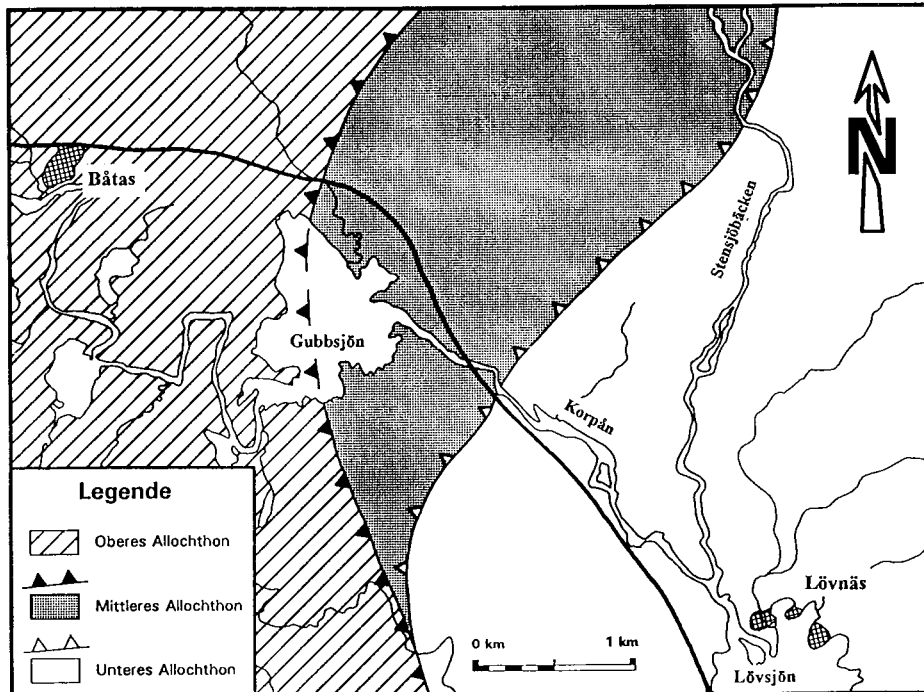 N
Båtas
Stensjöbäcken
Gubbsjön
Korpån
Legende
Oberes Allochthon
Mittleres Allochthon
Unteres Allochthon
0 km 1 km
Lövnäs
Lövsjön